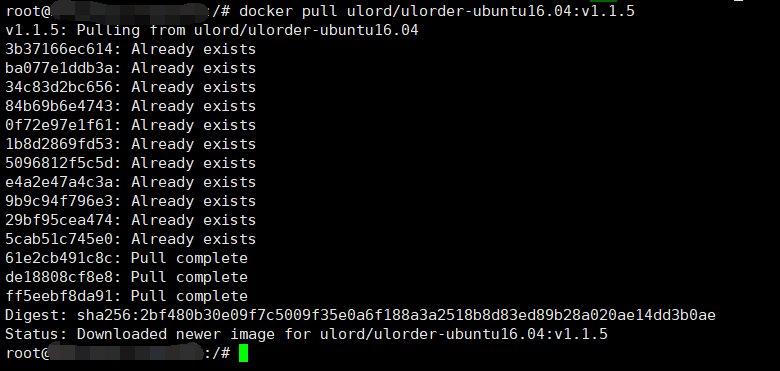 root@:/# docker pull ulord/ulorder-ubuntu16.04:v1.1.5
v1.1.5: Pulling from ulord/ulorder-ubuntu16.04
3b37166ec614: Already exists
ba077e1ddb3a: Already exists
34c83d2bc656: Already exists
84b69b6e4743: Already exists
0f72e97e1f61: Already exists
1b8d2869fd53: Already exists
5096812f5c5d: Already exists
e4a2e47a4c3a: Already exists
9b9c94f796e3: Already exists
29bf95cea474: Already exists
5cab51c745e0: Already exists
61e2cb491c8c: Pull complete
de18808cf8e8: Pull complete
ff5eebf8da91: Pull complete
Digest: sha256:2bf480b30e09f7c5009f35e0a6f188a3a2518b8d83ed89b28a020ae14dd3b0ae
Status: Downloaded newer image for ulord/ulorder-ubuntu16.04:v1.1.5
root@:/#